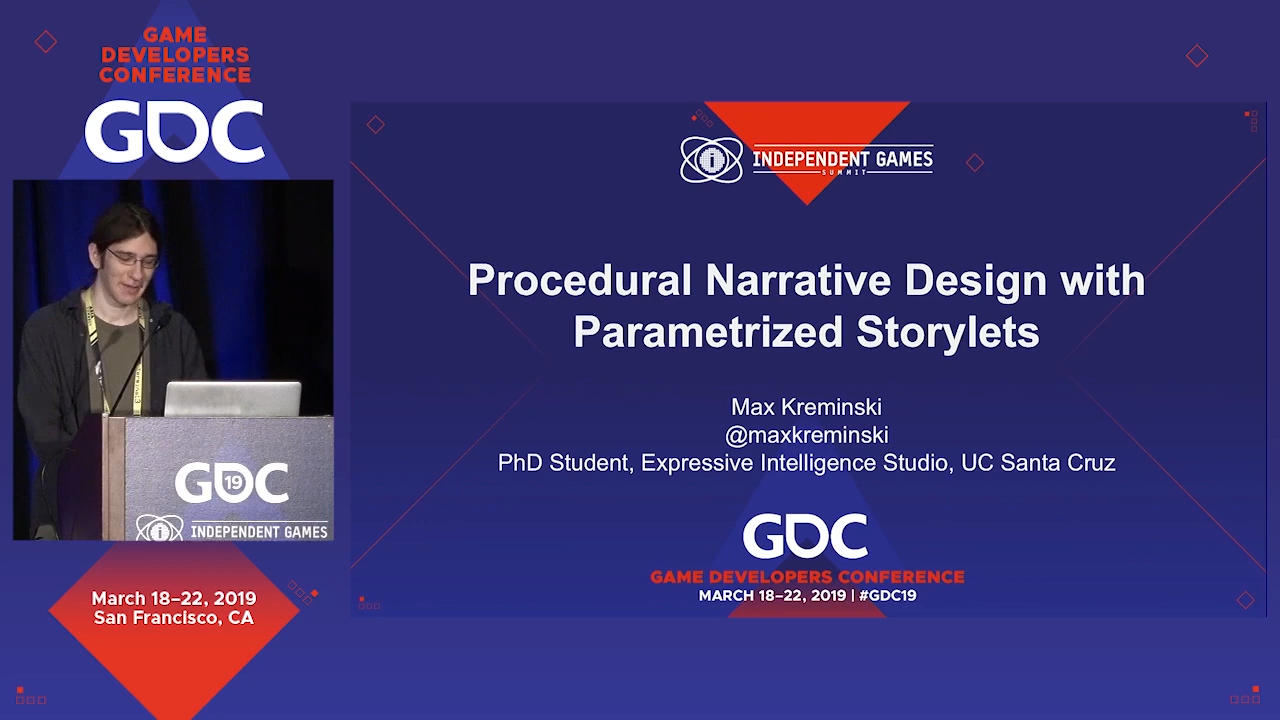 GAME
DEVELOPERS
CONFERENCE
GDC
GDC
19
INDEPENDENT GAMES
March 18–22, 2019
San Francisco, CA
INDEPENDENT GAMES
SUMMIT
Procedural Narrative Design with
Parametrized Storylets
Max Kreminski
@maxkreminski
PhD Student, Expressive Intelligence Studio, UC Santa Cruz
GDC
GAME DEVELOPERS CONFERENCE
MARCH 18–22, 2019 | #GDC19